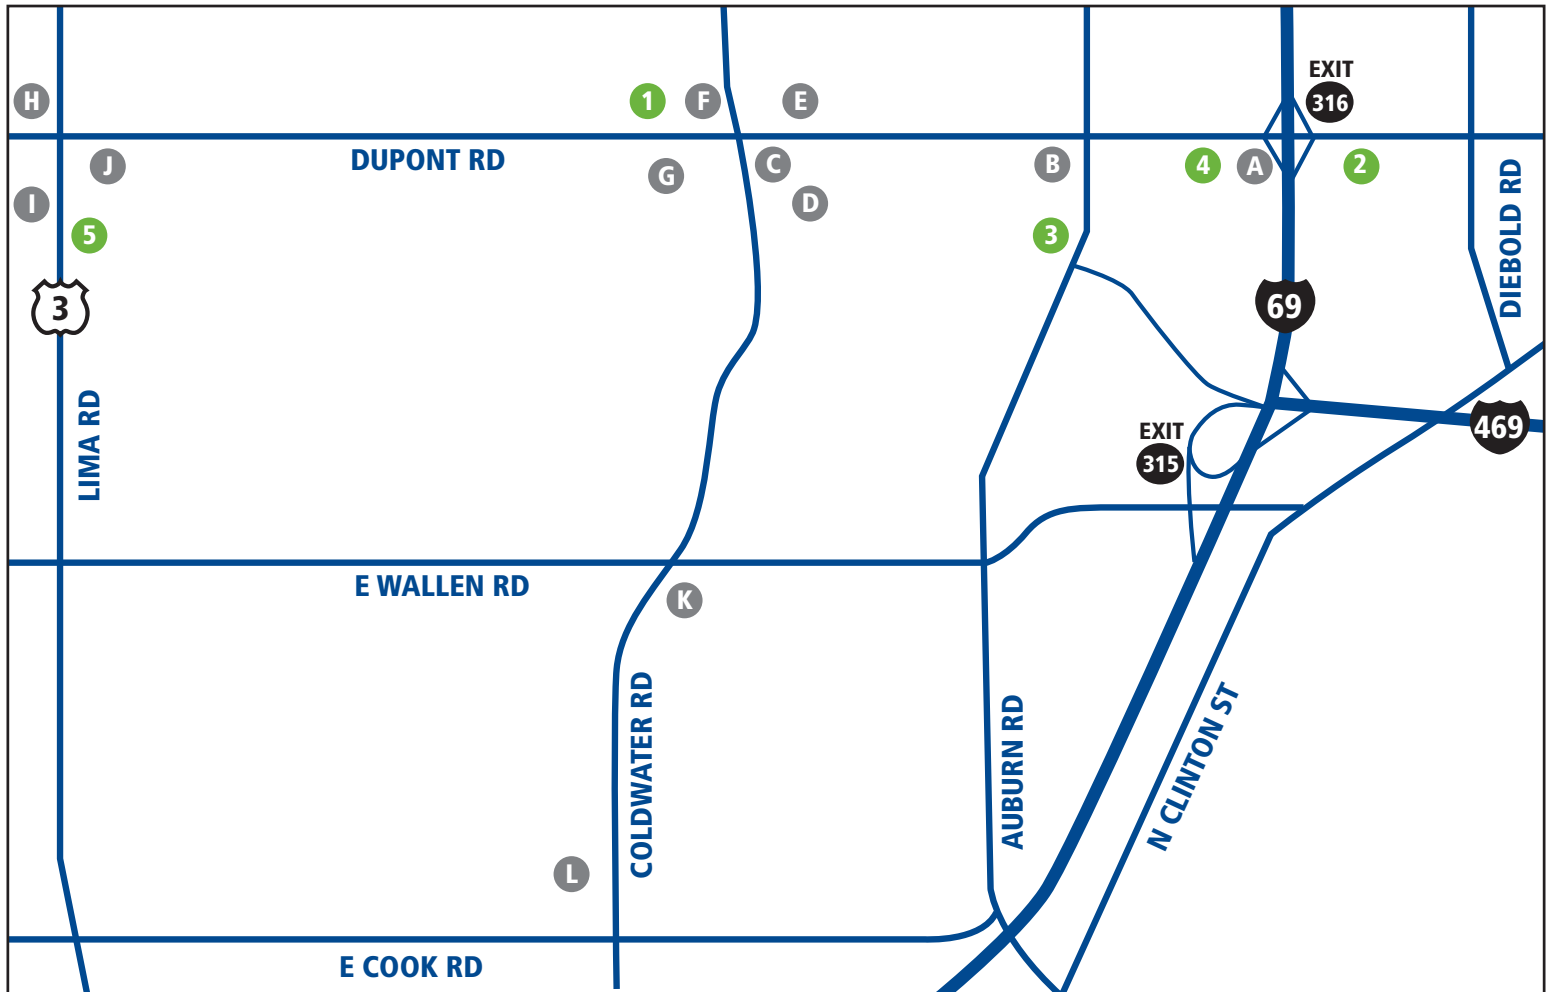 EXIT
316
H
1
F
E
DUPONT RD
J
G
C
B
4
A
2
I
D
5
3
DIEBOLD RD
3
69
LIMA RD
EXIT
315
469
E WALLEN RD
K
COLDWATER RD
AUBURN RD
N CLINTON ST
L
E COOK RD